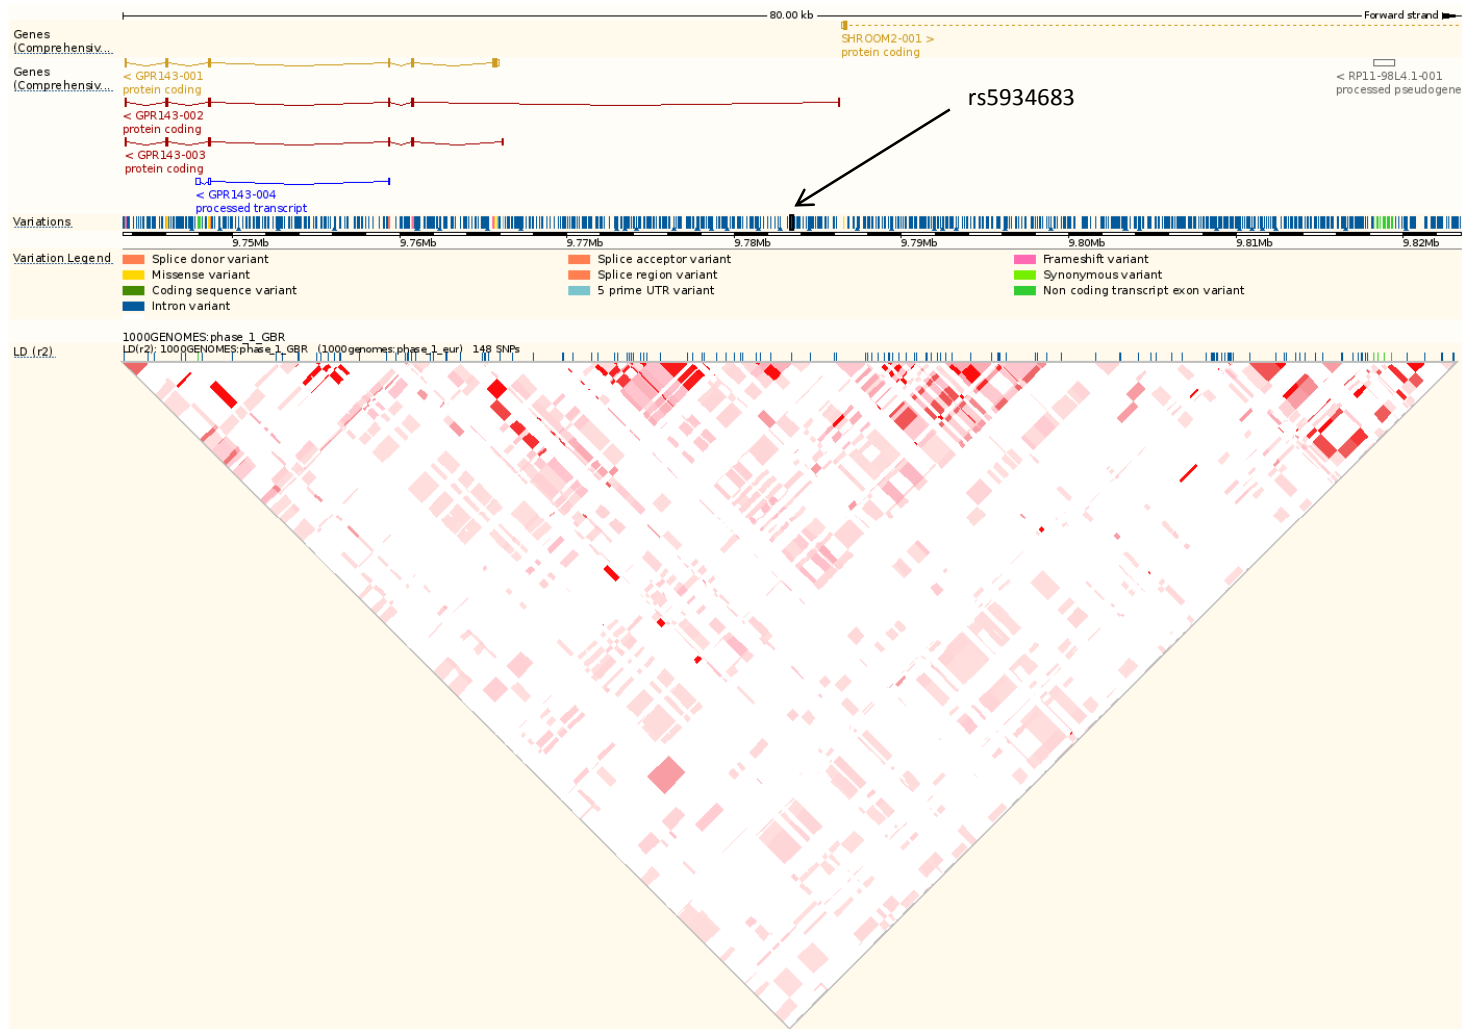 80.00 kb
Forward strand
Genes
(Comprehensiv...
SHROOM2-001 >
protein coding
Genes
(Comprehensiv...
< GPR143-001
protein coding
< RP11-98L4.1-001
processed pseudogene
rs5934683
< GPR143-002
protein coding
< GPR143-003
protein coding
< GPR143-004
processed transcript
Variations
9.75Mb 9.76Mb 9.77Mb 9.78Mb 9.79Mb 9.80Mb 9.81Mb 9.82Mb
Variation Legend
Splice donor variant Splice acceptor variant Frameshift variant
Missense variant Splice region variant Synonymous variant
Coding sequence variant 5 prime UTR variant Non coding transcript exon variant
Intron variant
1000GENOMES:phase_1_GBR
LD (r2)
LD(r2): 1000GENOMES:phase_1_GBR (1000genomes:phase_1_eur) 148 SNPs